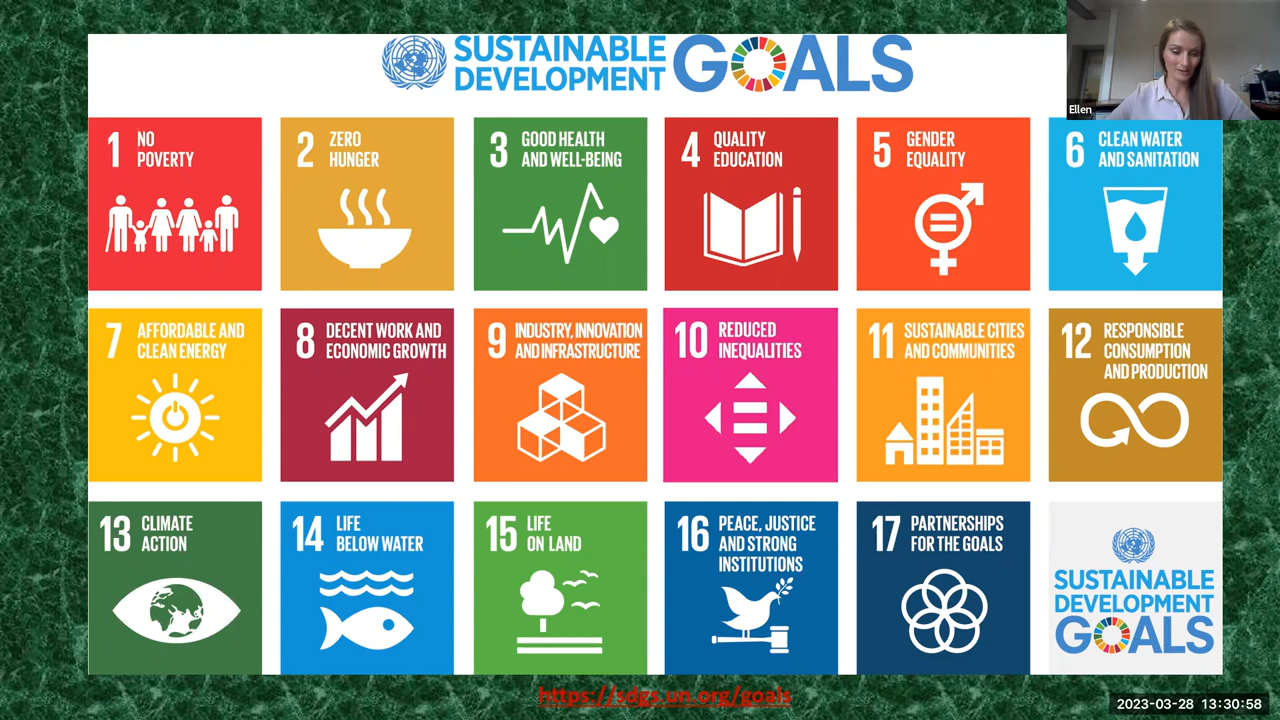 SUSTAINABLE
DEVELOPMENT
GOALS
Ellen
1 NO
POVERTY
2 ZERO
HUNGER
3 GOOD HEALTH
AND WELL-BEING
4 QUALITY
EDUCATION
5 GENDER
EQUALITY
6 CLEAN WATER
AND SANITATION
7 AFFORDABLE AND
CLEAN ENERGY
8 DECENT WORK AND
ECONOMIC GROWTH
9 INDUSTRY, INNOVATION
AND INFRASTRUCTURE
10 REDUCED
INEQUALITIES
11 SUSTAINABLE CITIES
AND COMMUNITIES
12 RESPONSIBLE
CONSUMPTION
AND PRODUCTION
13 CLIMATE
ACTION
14 LIFE
BELOW WATER
15 LIFE
ON LAND
16 PEACE, JUSTICE
AND STRONG
INSTITUTIONS
17 PARTNERSHIPS
FOR THE GOALS
SUSTAINABLE
DEVELOPMENT
GOALS
https://sdgs.un.org/goals
2023-03-28 13:30:58